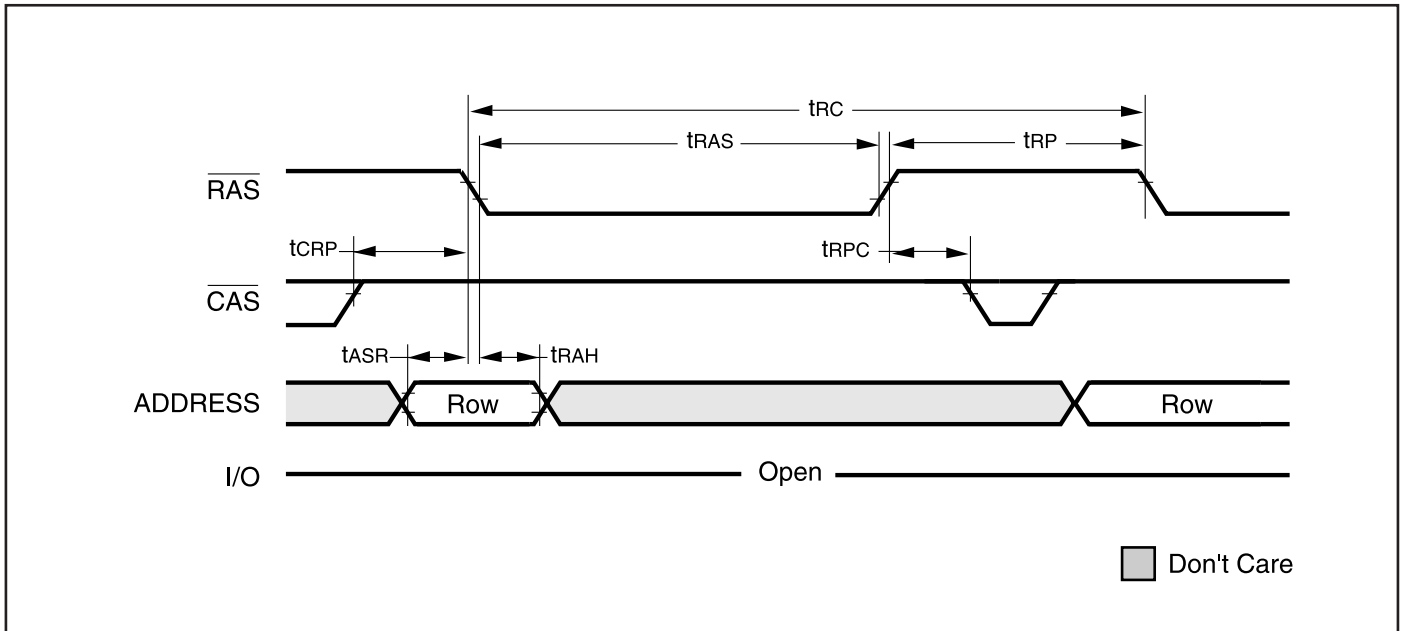 tRC
tRAS
tRP
RAS
tCRP
tRPC
CAS
tASR
tRAH
ADDRESS
Row
Row
I/O
Open
Don't Care